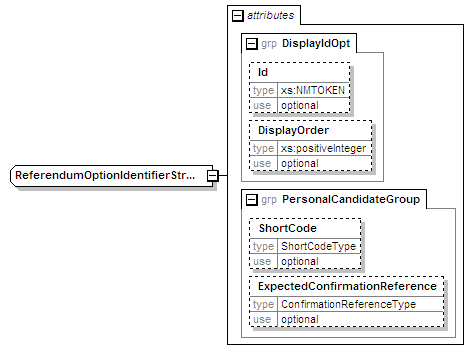 attributes
grp DisplayIdOpt
Id
type xs:NMTOKEN
use optional
DisplayOrder
type xs:positiveInteger
use optional
ReferendumOptionIdentifierStr...
grp PersonalCandidateGroup
ShortCode
type ShortCodeType
use optional
ExpectedConfirmationReference
type ConfirmationReferenceType
use optional